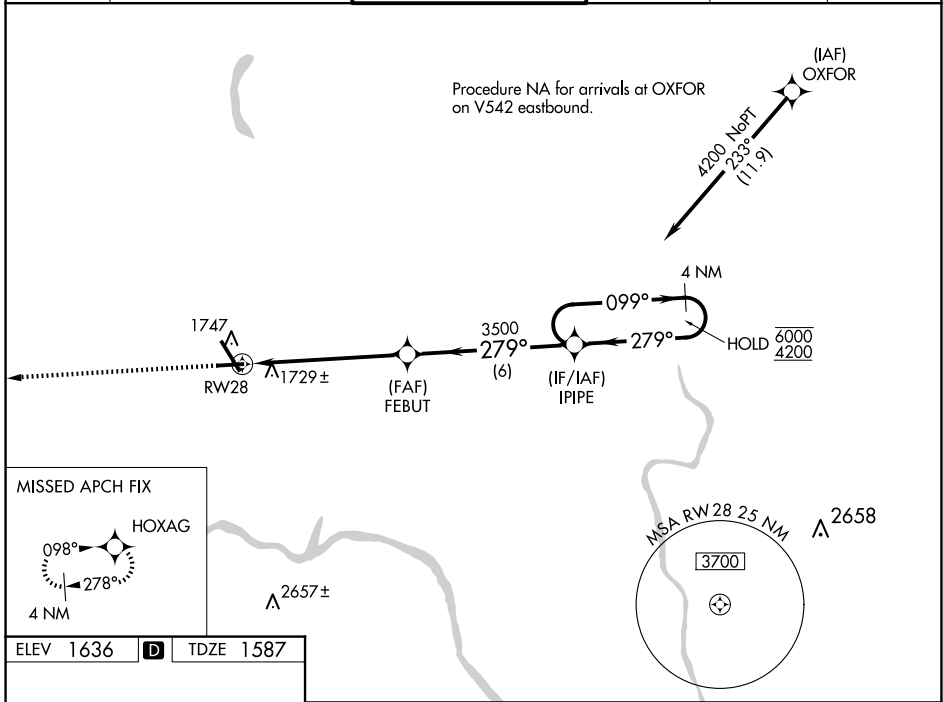 (IAF)
OXFOR
Procedure NA for arrivals at OXFOR
on V542 eastbound.
4200 NoPT
233°
(11.9)
4 NM
099°
279°
HOLD
6000
4200
3500
279°
(6)
(IF/IAF)
IPIPE
(FAF)
FEBUT
1747
1729±
RW28
MISSED APCH FIX
HOXAG
098°
278°
4 NM
2657±
MSA RW 28 25 NM
3700
2658
ELEV 1636 D TDZE 1587